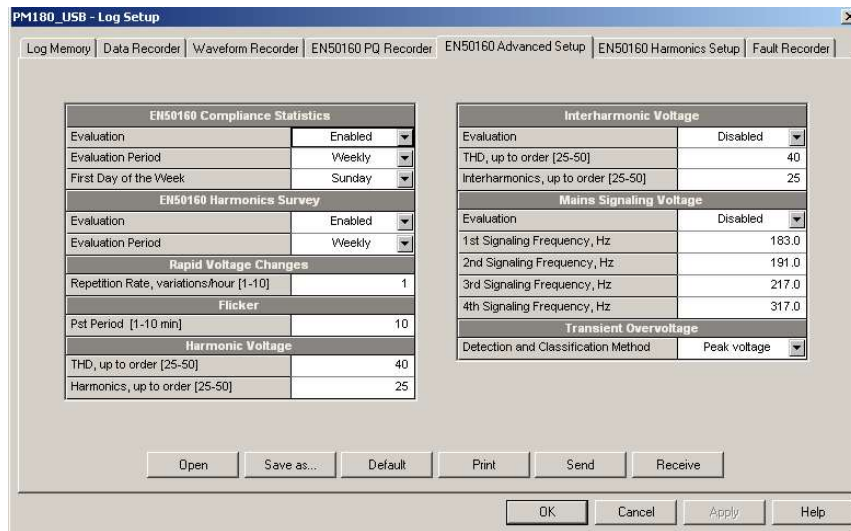 PM180_USB - Log Setup
Log Memory Data Recorder Waveform Recorder EN50160 PQ Recorder EN50160 Advanced Setup EN50160 Harmonics Setup Fault Recorder
EN50160 Compliance Statistics
Evaluation Enabled
Evaluation Period Weekly
First Day of the Week Sunday
EN50160 Harmonics Survey
Evaluation Enabled
Evaluation Period Weekly
Rapid Voltage Changes
Repetition Rate, variations/hour [1-10] 1
Flicker
Pst Period [1-10 min] 10
Harmonic Voltage
THD, up to order [25-50] 40
Harmonics, up to order [25-50] 25
Interharmonic Voltage
Evaluation Disabled
THD, up to order [25-50] 40
Interharmonics, up to order [25-50] 25
Mains Signaling Voltage
Evaluation Disabled
1st Signaling Frequency, Hz 183.0
2nd Signaling Frequency, Hz 191.0
3rd Signaling Frequency, Hz 217.0
4th Signaling Frequency, Hz 317.0
Transient Overvoltage
Detection and Classification Method Peak voltage
Open Save as... Default Print Send Receive
OK Cancel Apply Help